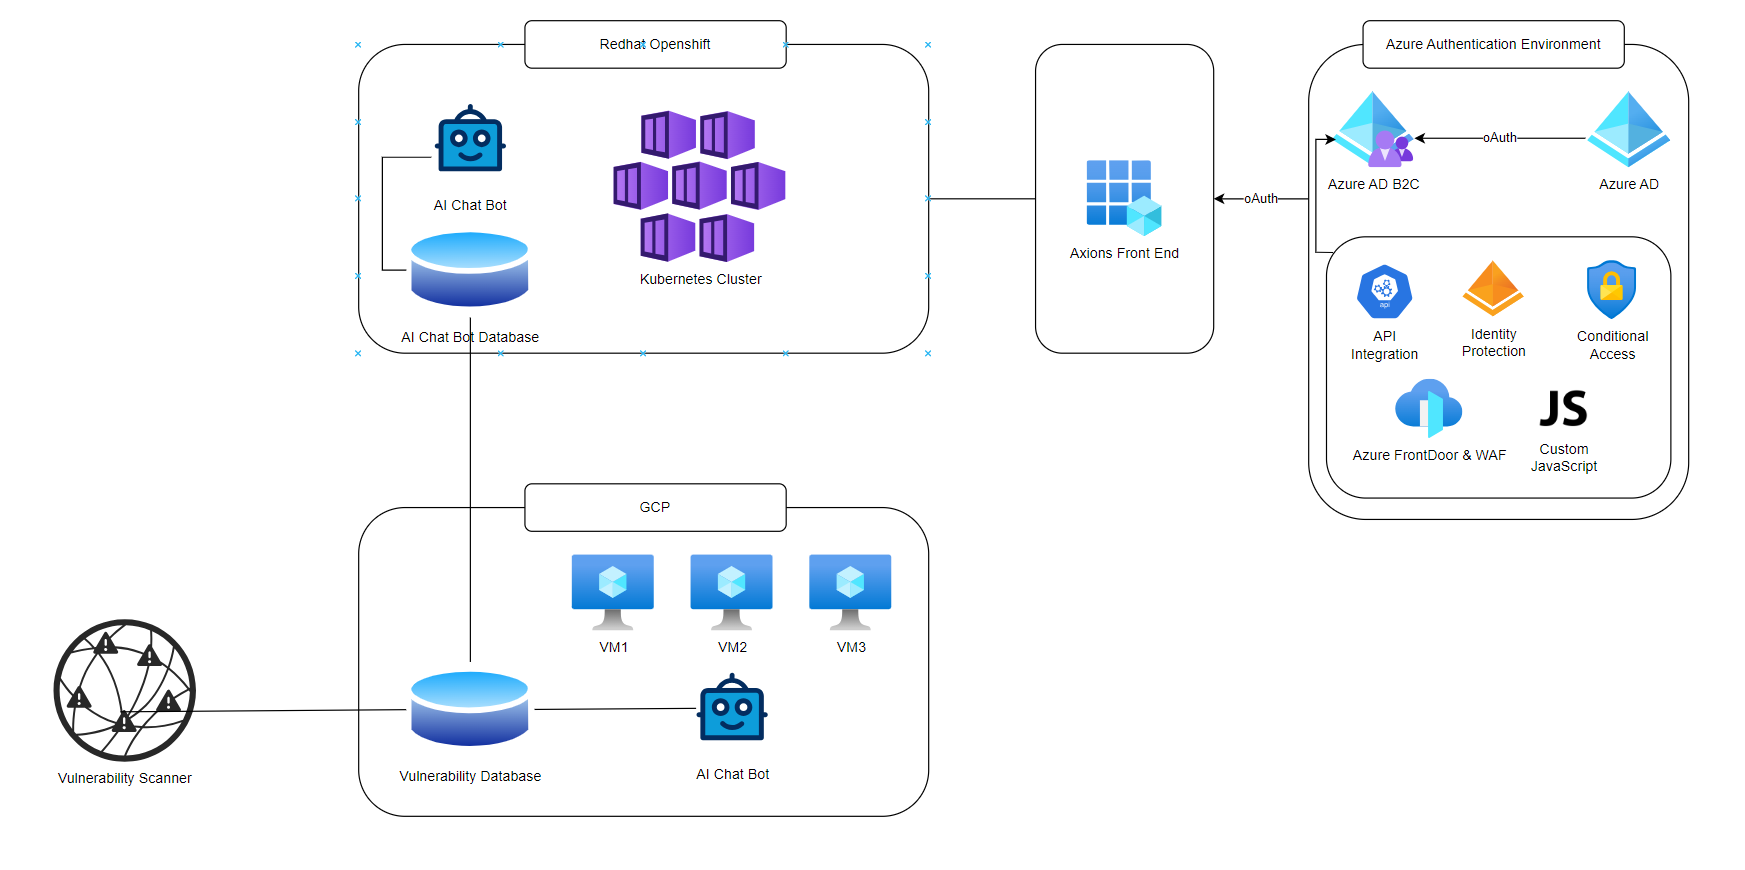 Redhat Openshift
Azure Authentication Environment
AI Chat Bot
Kubernetes Cluster
AI Chat Bot Database
Axions Front End
oAuth
oAuth
Azure AD B2C
Azure AD
api
API
Integration
Identity
Protection
Conditional
Access
Azure FrontDoor & WAF
JS
Custom
JavaScript
GCP
VM1
VM2
VM3
Vulnerability Scanner
Vulnerability Database
AI Chat Bot